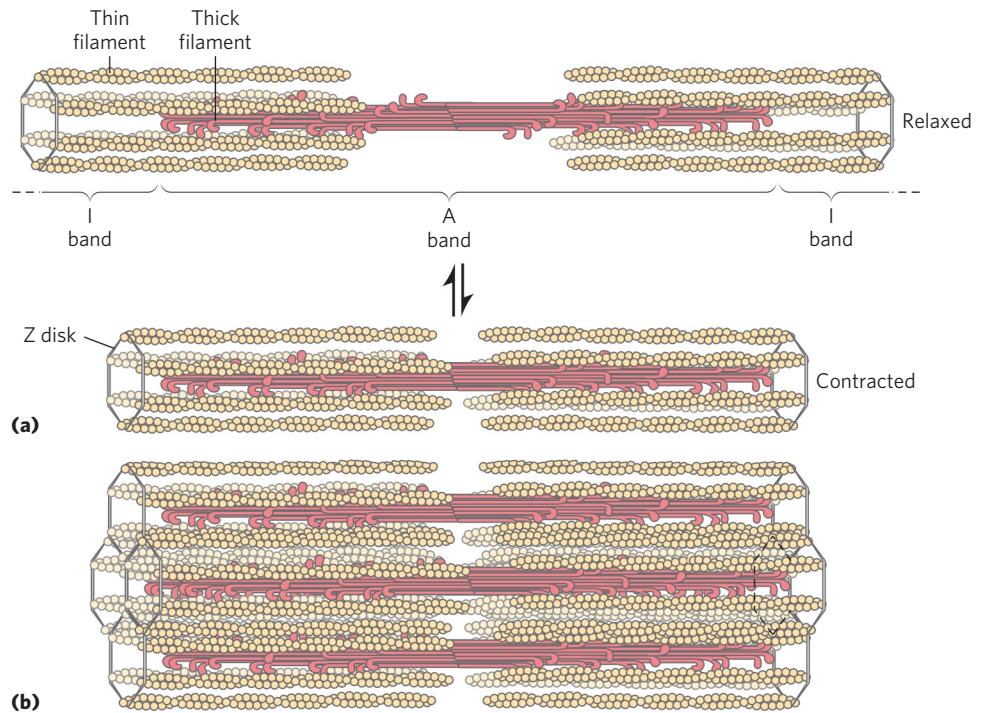 Thin
filament
Thick
filament
Relaxed
I
band
A
band
I
band
Z disk
Contracted
(a)
(b)